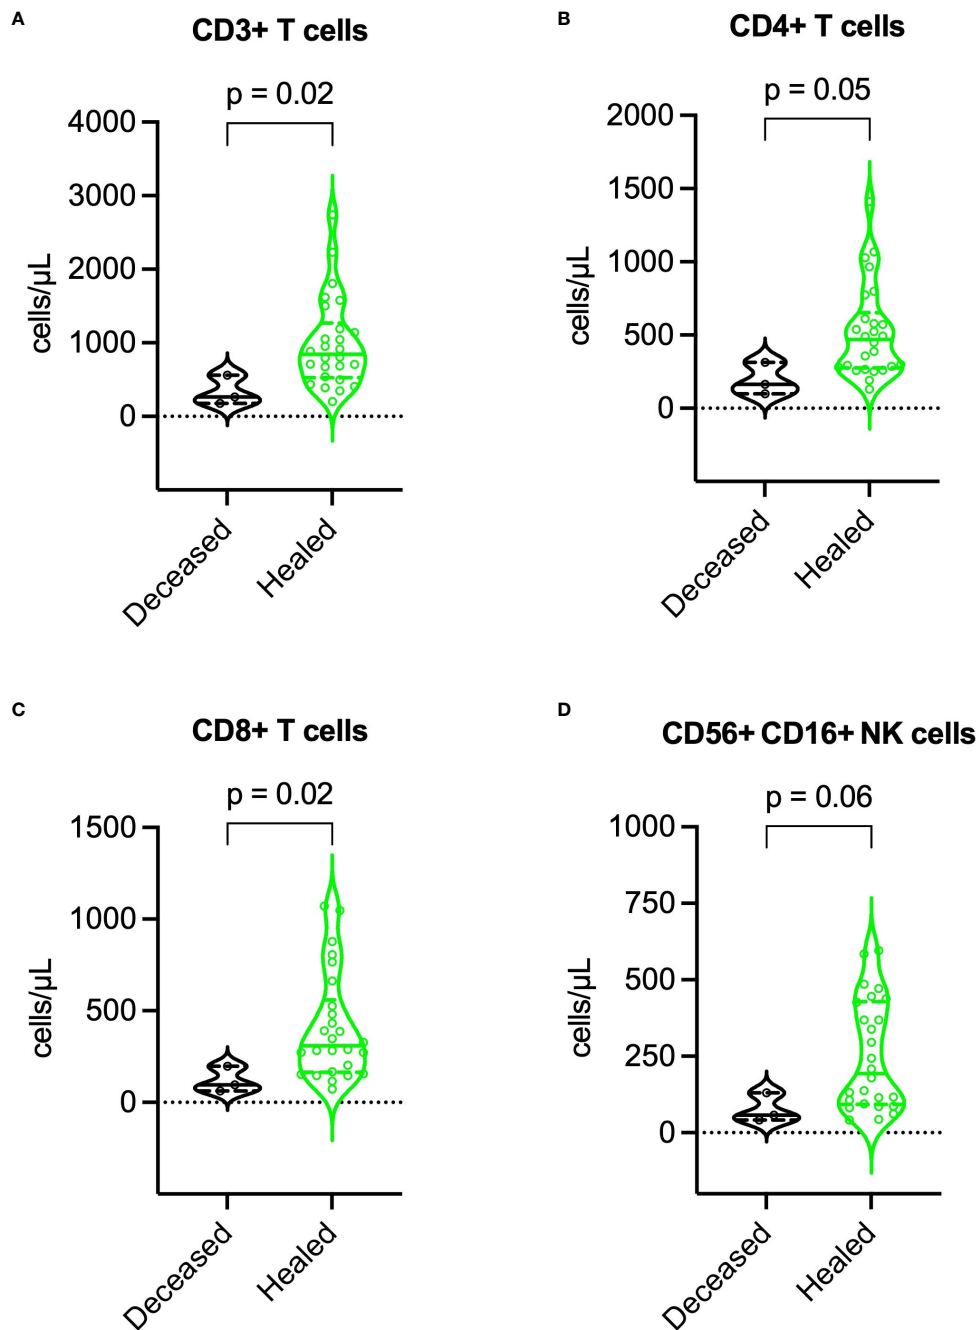 A
CD3+ T cells
p = 0.02
4000
3000
2000
1000
0
cells/µL
Deceased
Healed
B
CD4+ T cells
p = 0.05
2000
1500
1000
500
0
cells/µL
Deceased
Healed
C
CD8+ T cells
p = 0.02
1500
1000
500
0
cells/µL
Deceased
Healed
D
CD56+ CD16+ NK cells
p = 0.06
1000
750
500
250
0
cells/µL
Deceased
Healed